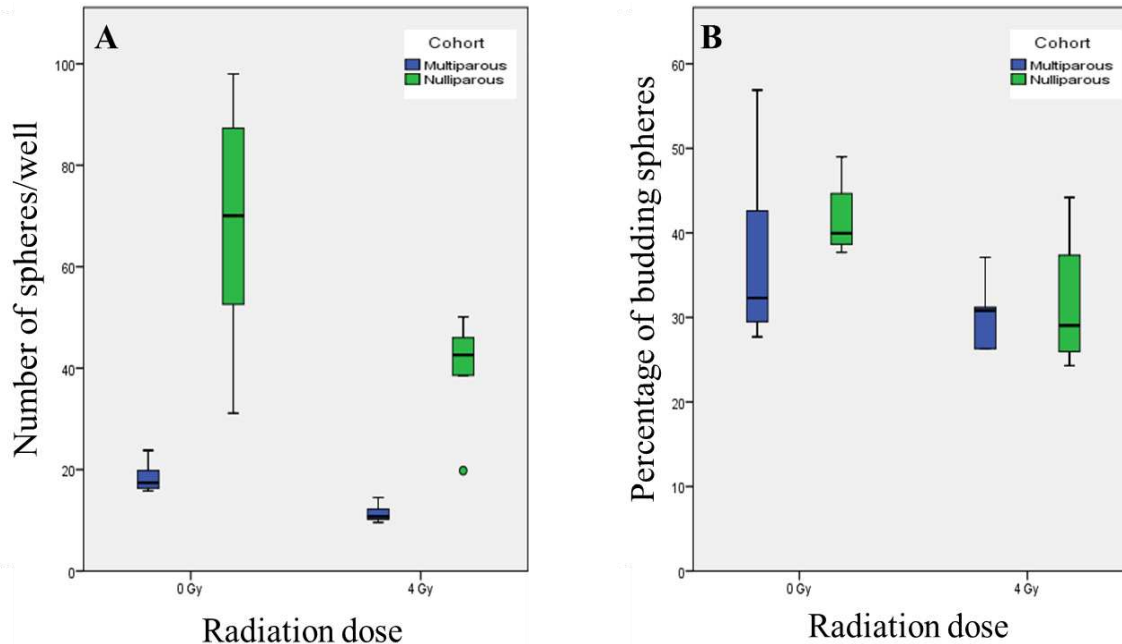 A
Cohort
Multiparous
Nulliparous
Number of spheres/well
100
80
60
40
20
0
0 Gy
4 Gy
Radiation dose
B
Cohort
Multiparous
Nulliparous
Percentage of budding spheres
60
50
40
30
20
10
0
0 Gy
4 Gy
Radiation dose